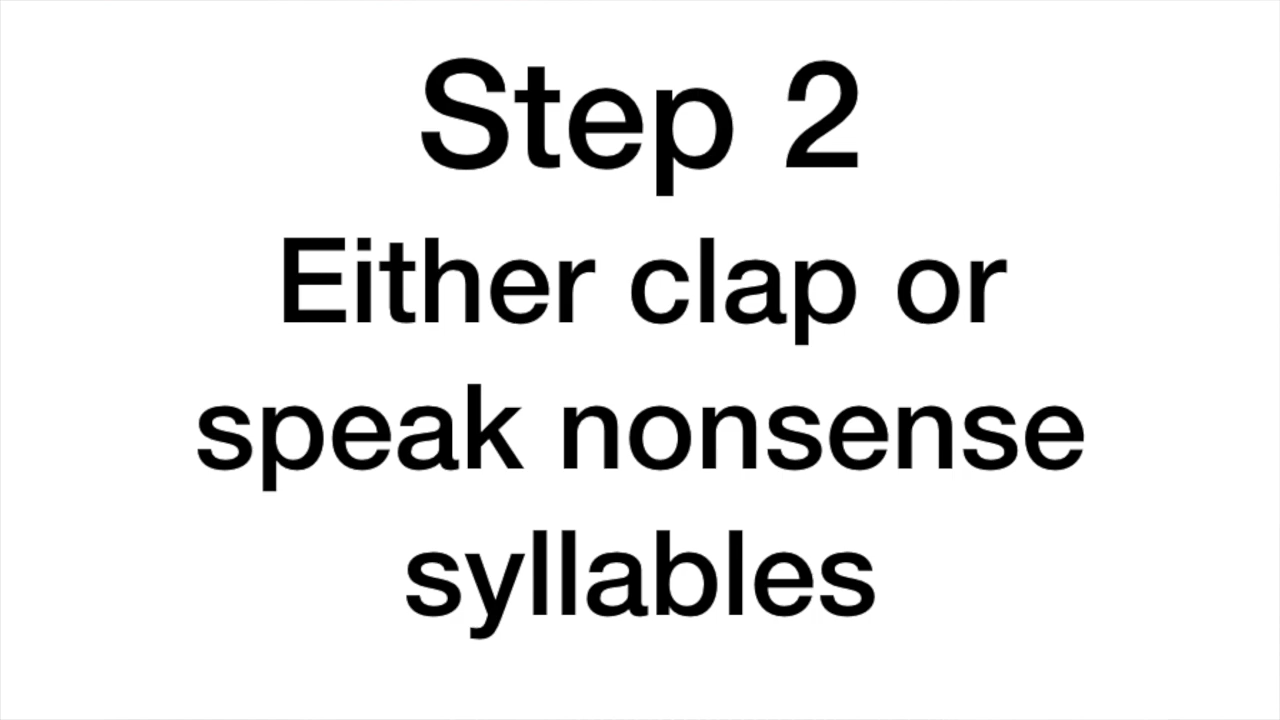 Step 2
Either clap or
speak nonsense
syllables